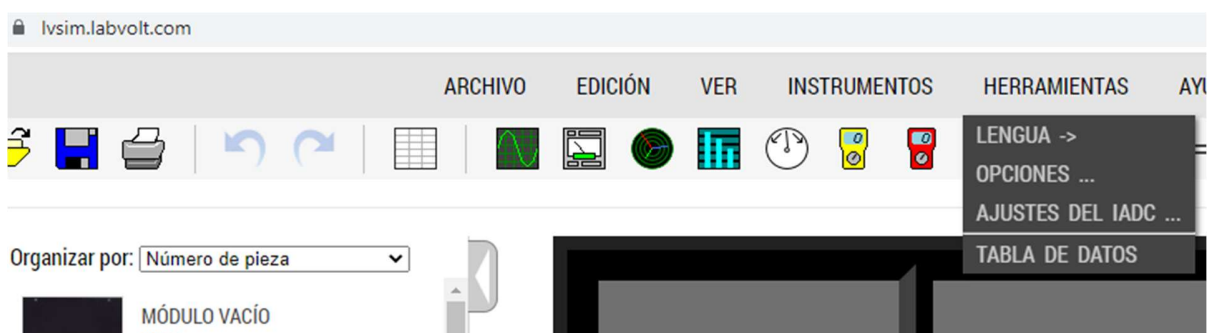 lvsim.labvolt.com
ARCHIVO EDICIÓN VER INSTRUMENTOS HERRAMIENTAS
LENGUA ->
OPCIONES ...
AJUSTES DEL IADC ...
TABLA DE DATOS
Organizar por: Número de pieza
MÓDULO VACÍO